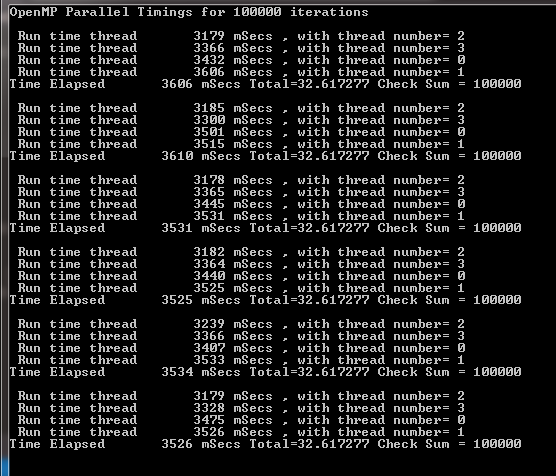 OpenMP Parallel Timings for 100000 iterations
Run time thread 3179 mSecs , with thread number= 2
Run time thread 3366 mSecs , with thread number= 3
Run time thread 3432 mSecs , with thread number= 0
Run time thread 3606 mSecs , with thread number= 1
Time Elapsed 3606 mSecs Total=32.617277 Check Sum = 100000
Run time thread 3185 mSecs , with thread number= 2
Run time thread 3300 mSecs , with thread number= 3
Run time thread 3501 mSecs , with thread number= 0
Run time thread 3515 mSecs , with thread number= 1
Time Elapsed 3610 mSecs Total=32.617277 Check Sum = 100000
Run time thread 3178 mSecs , with thread number= 2
Run time thread 3365 mSecs , with thread number= 3
Run time thread 3445 mSecs , with thread number= 0
Run time thread 3531 mSecs , with thread number= 1
Time Elapsed 3531 mSecs Total=32.617277 Check Sum = 100000
Run time thread 3182 mSecs , with thread number= 2
Run time thread 3364 mSecs , with thread number= 3
Run time thread 3440 mSecs , with thread number= 0
Run time thread 3525 mSecs , with thread number= 1
Time Elapsed 3525 mSecs Total=32.617277 Check Sum = 100000
Run time thread 3239 mSecs , with thread number= 2
Run time thread 3366 mSecs , with thread number= 3
Run time thread 3407 mSecs , with thread number= 0
Run time thread 3533 mSecs , with thread number= 1
Time Elapsed 3534 mSecs Total=32.617277 Check Sum = 100000
Run time thread 3179 mSecs , with thread number= 2
Run time thread 3328 mSecs , with thread number= 3
Run time thread 3475 mSecs , with thread number= 0
Run time thread 3526 mSecs , with thread number= 1
Time Elapsed 3526 mSecs Total=32.617277 Check Sum = 100000